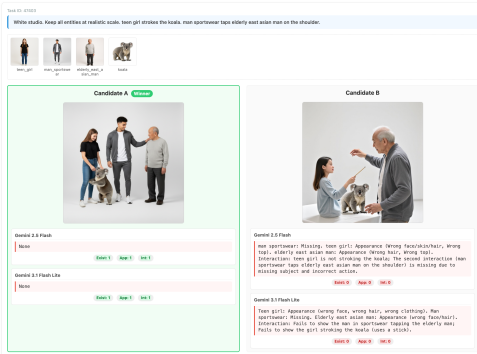 Task ID: 47403
White studio. Keep all entities at realistic scale. teen girl strokes the koala. man sportswear taps elderly east asian man on the shoulder.
teen_girl
man_sportswe
ar
elderly_east_a
sian_man
koala
Candidate A Winner
Gemini 2.5 Flash
None
Exist: 1 App: 1 Int: 1
Gemini 3.1 Flash Lite
None
Exist: 1 App: 1 Int: 1
Candidate B
Gemini 2.5 Flash
man sportswear: Missing. teen girl: Appearance (Wrong face/skin/hair, Wrong
top). elderly east asian man: Appearance (Wrong hair, Wrong top).
Interaction: teen girl is not stroking the koala; The second interaction (man
sportswear taps elderly east asian man on the shoulder) is missing due to
missing subject and incorrect action.
Exist: 0 App: 0 Int: 0
Gemini 3.1 Flash Lite
Teen girl: Appearance (wrong face, wrong hair, wrong clothing). Man
sportswear: Missing. Elderly east asian man: Appearance (wrong face/hair).
Interaction: Fails to show the man in sportswear tapping the elderly man;
Fails to show the girl stroking the koala (uses a stick).
Exist: 0 App: 0 Int: 0